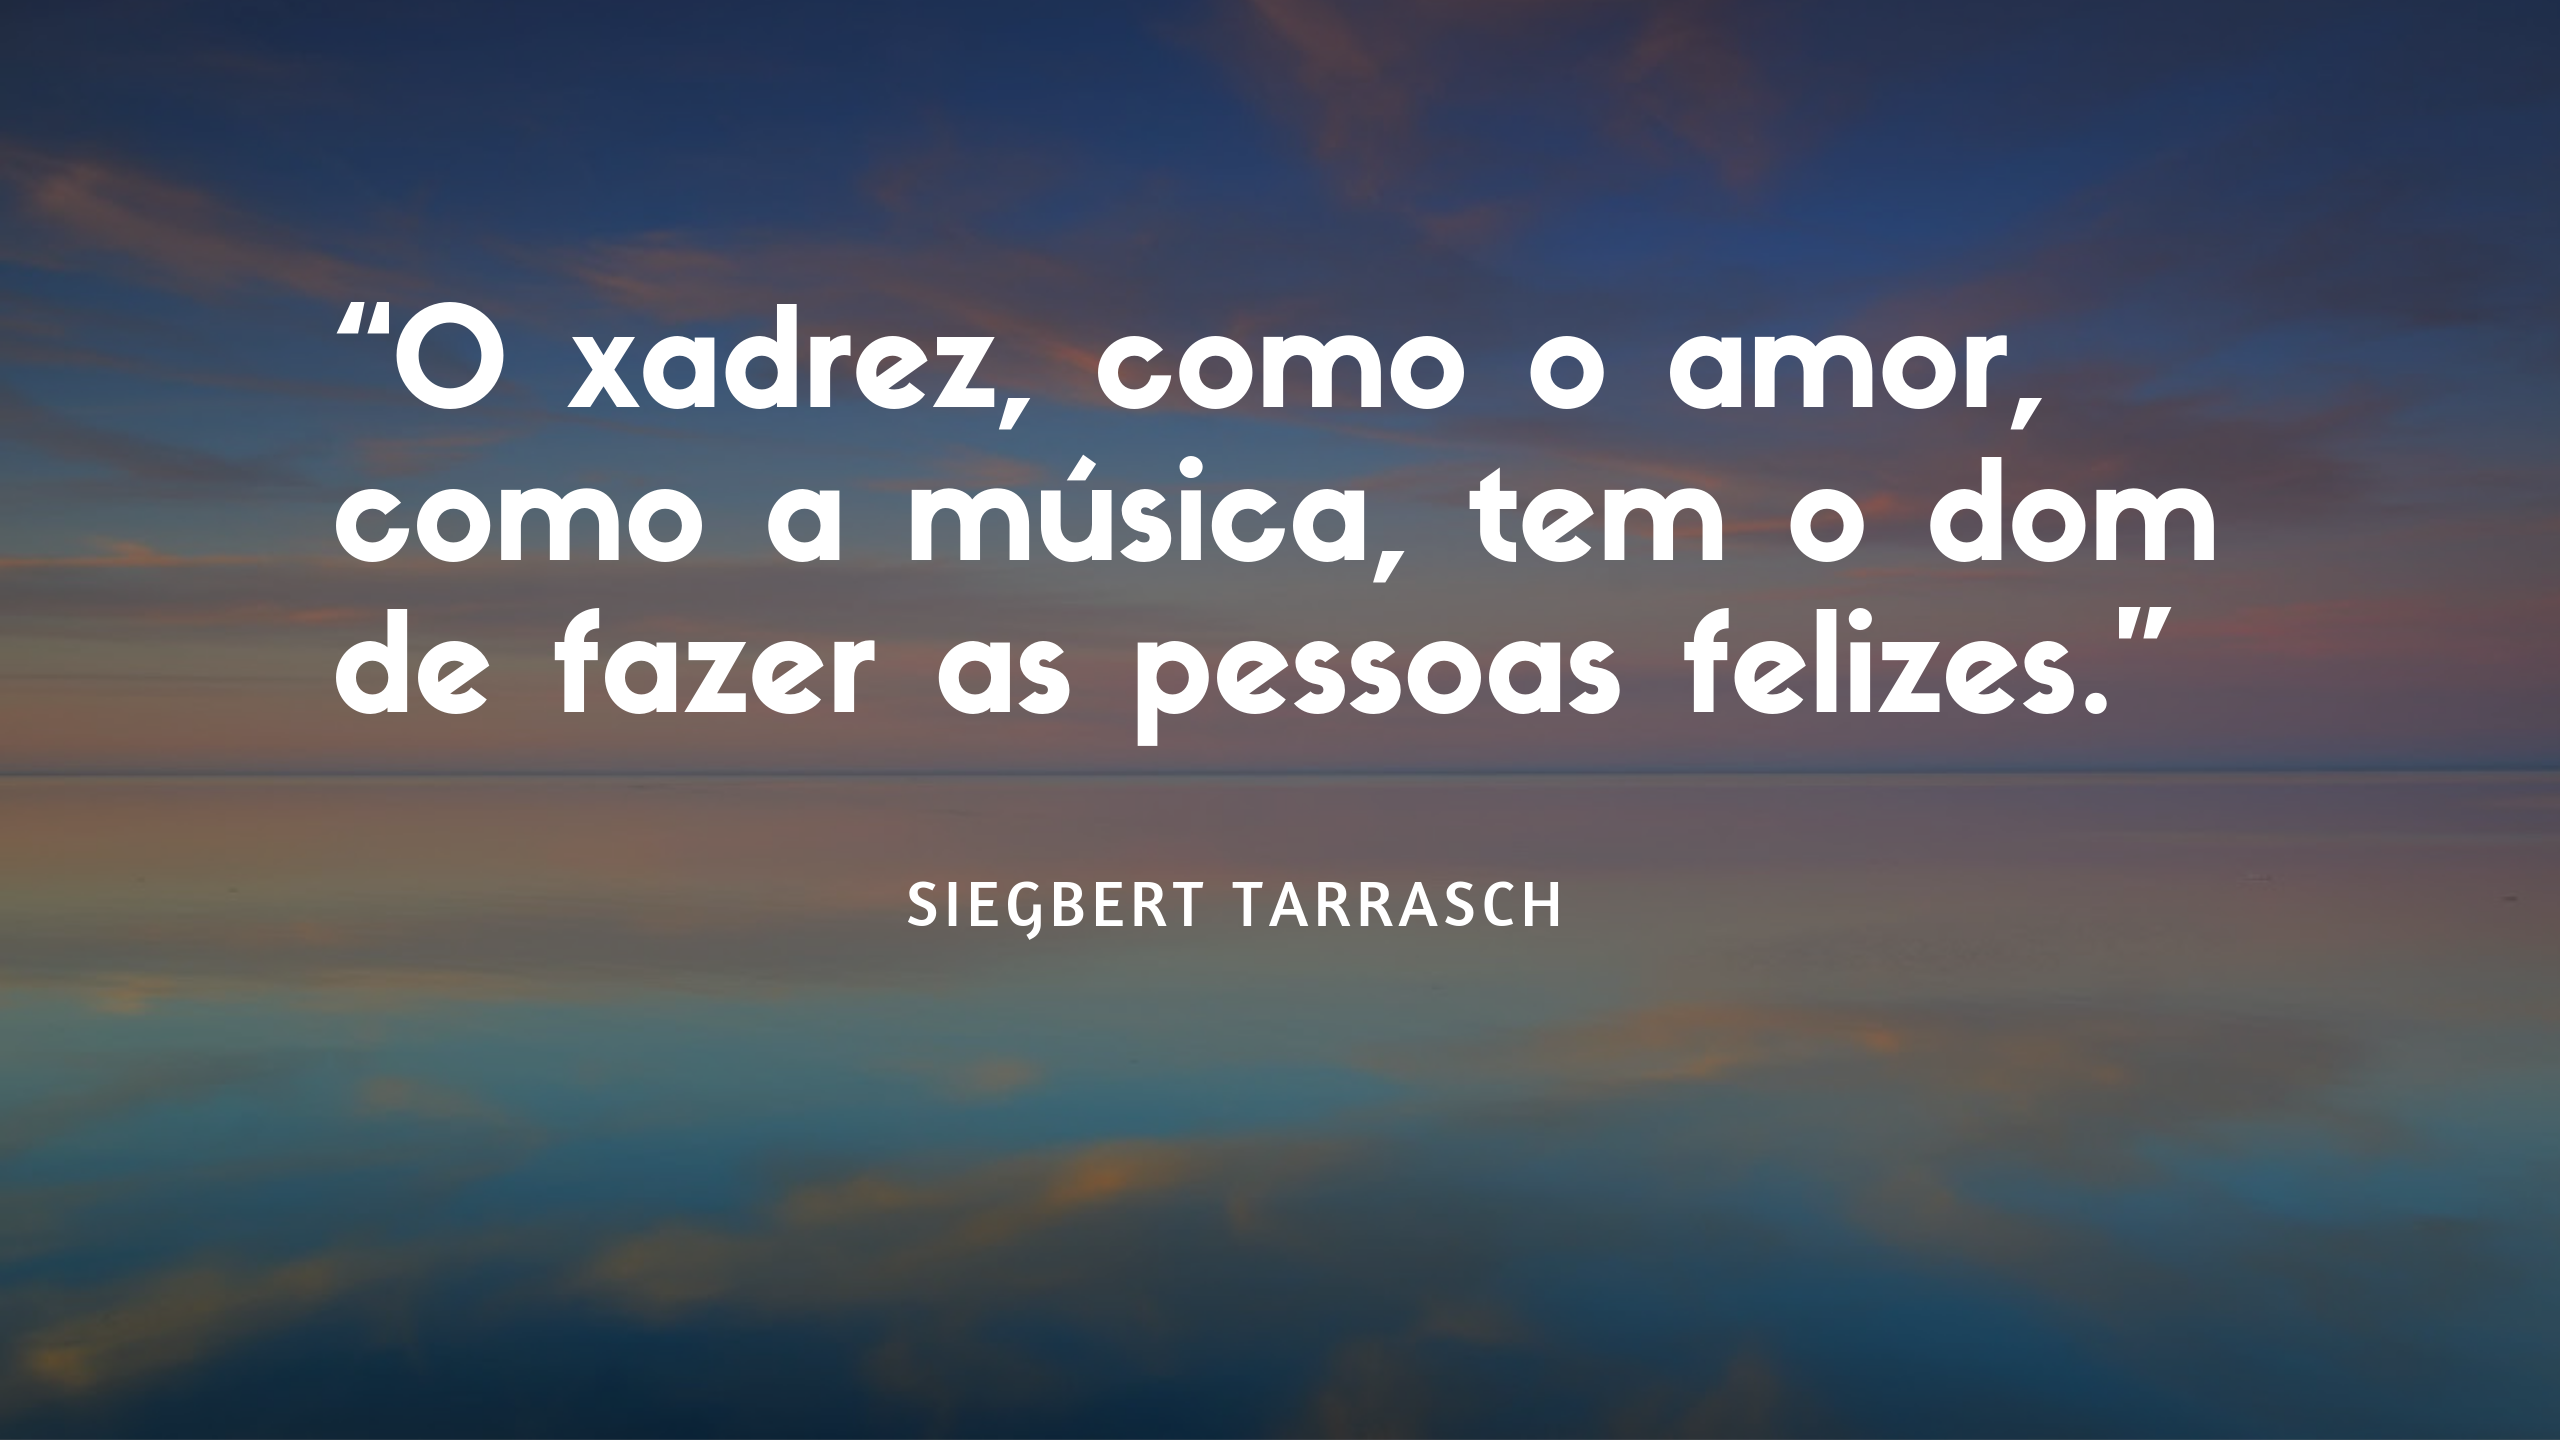 “O xadrez, como o amor,
como a música, tem o dom
de fazer as pessoas felizes.”
SIEGBERT TARRASCH